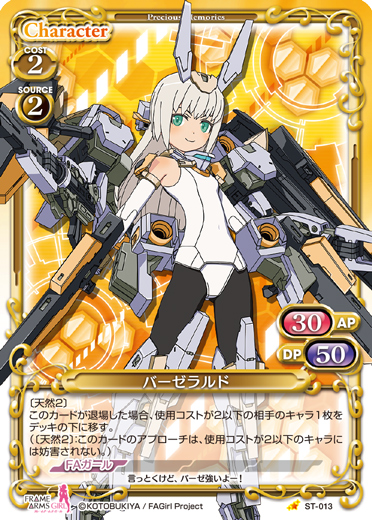 Precious Memories
Character
COST
2
SOURCE
2
30 AP
DP 50
バーゼラルド
〔天然2〕
このカードが退場した場合、使用コストが2以下の相手のキャラ1枚を
デッキの下に移す。
（〔天然2〕：このカードのアプローチは、使用コストが2以下のキャラに
は妨害されない。）
FAガール
言っとくけど、バーゼ強いよー！
FRAME
ARMS GIRL
©KOTOBUKIYA / FAGirl Project
ST-013